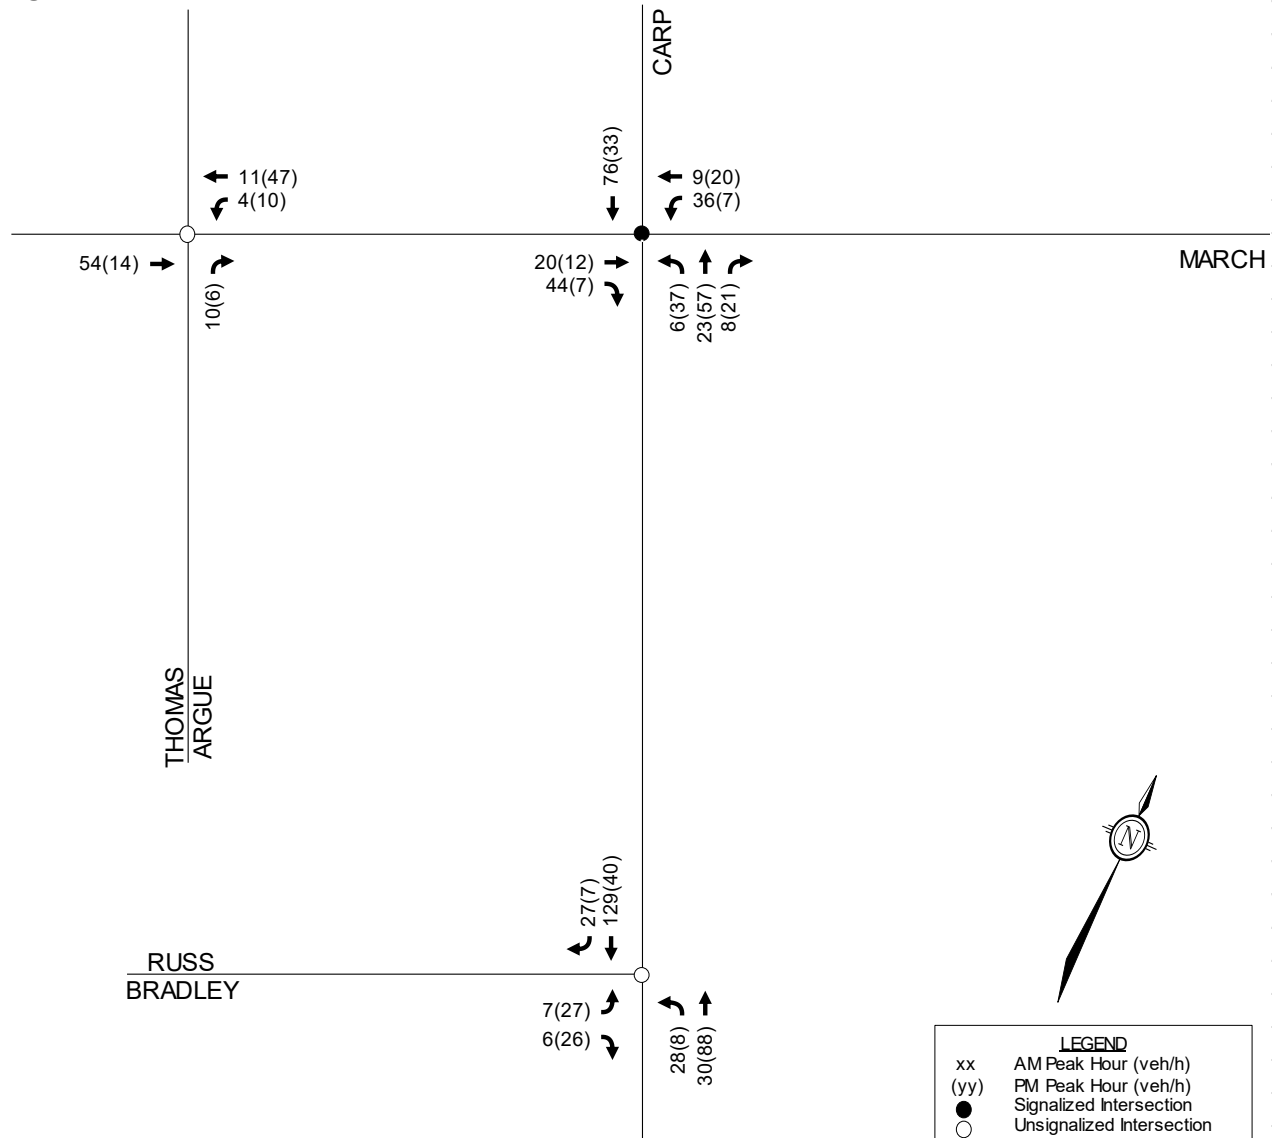 CARP
76(33)
11(47)
4(10)
9(20)
36(7)
54(14)
10(6)
20(12)
44(7)
6(37)
23(57)
8(21)
MARCH
THOMAS
ARGUE
27(7)
129(40)
RUSS
BRADLEY
7(27)
6(26)
28(8)
30(88)
N
LEGEND
xx AM Peak Hour (veh/h)
(yy) PM Peak Hour (veh/h)
Signalized Intersection
Unsignalized Intersection